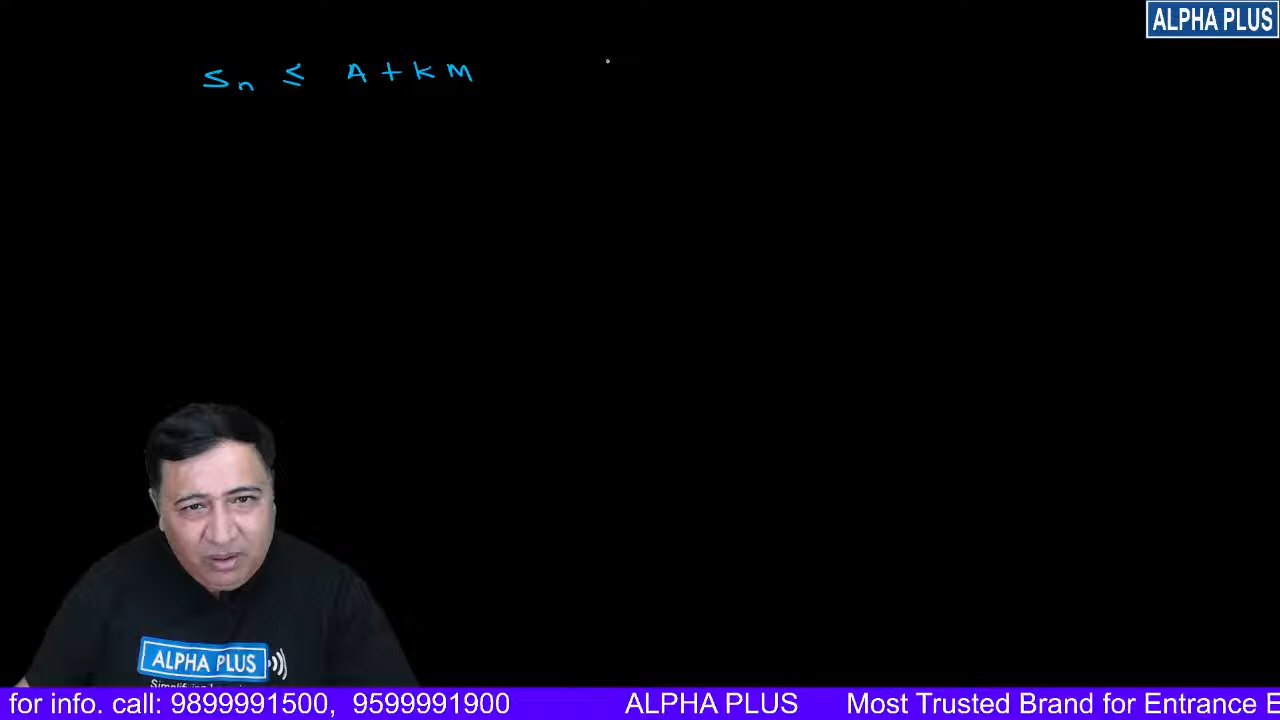 ALPHA PLUS
Sn ≤ A + K M
ALPHA PLUS
for info. call: 9899991500, 9599991900 ALPHA PLUS Most Trusted Brand for Entrance E